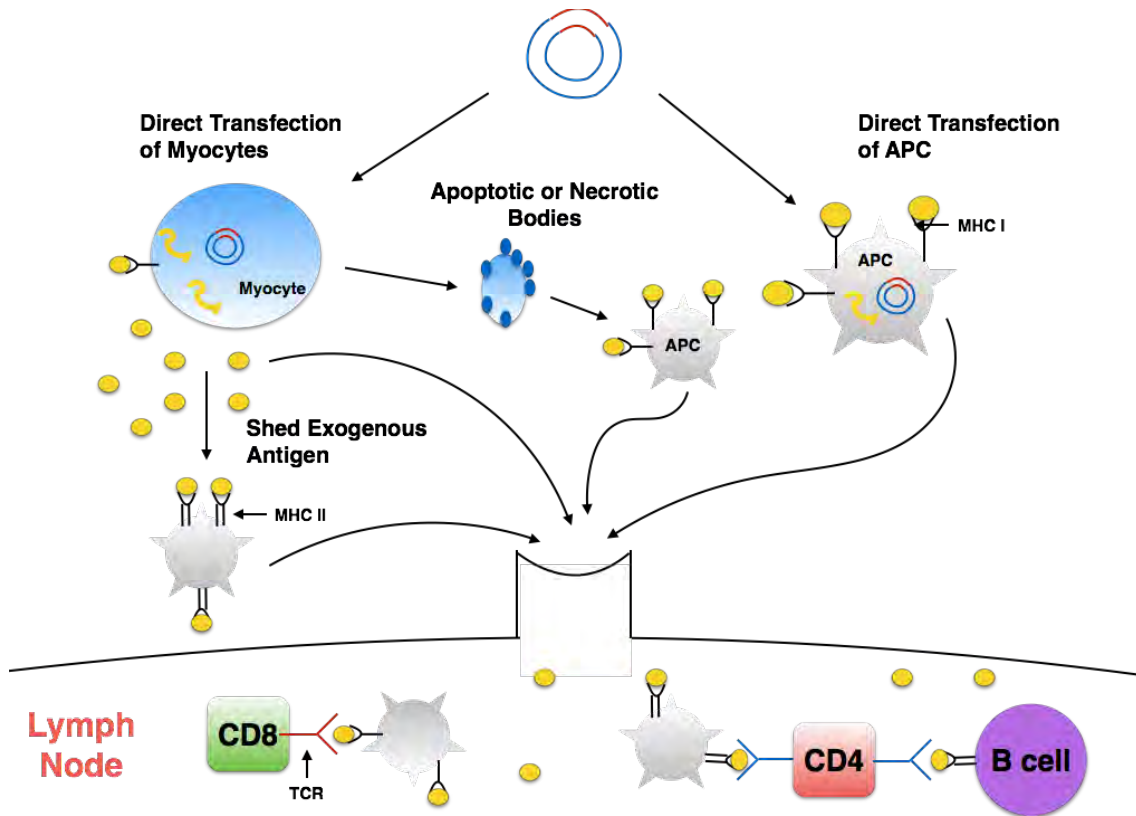 Direct Transfection
of Myocytes
Direct Transfection
of APC
Apoptotic or Necrotic
Bodies
MHC I
APC
Myocyte
APC
Shed Exogenous
Antigen
MHC II
Lymph
Node
CD8
TCR
CD4
B cell